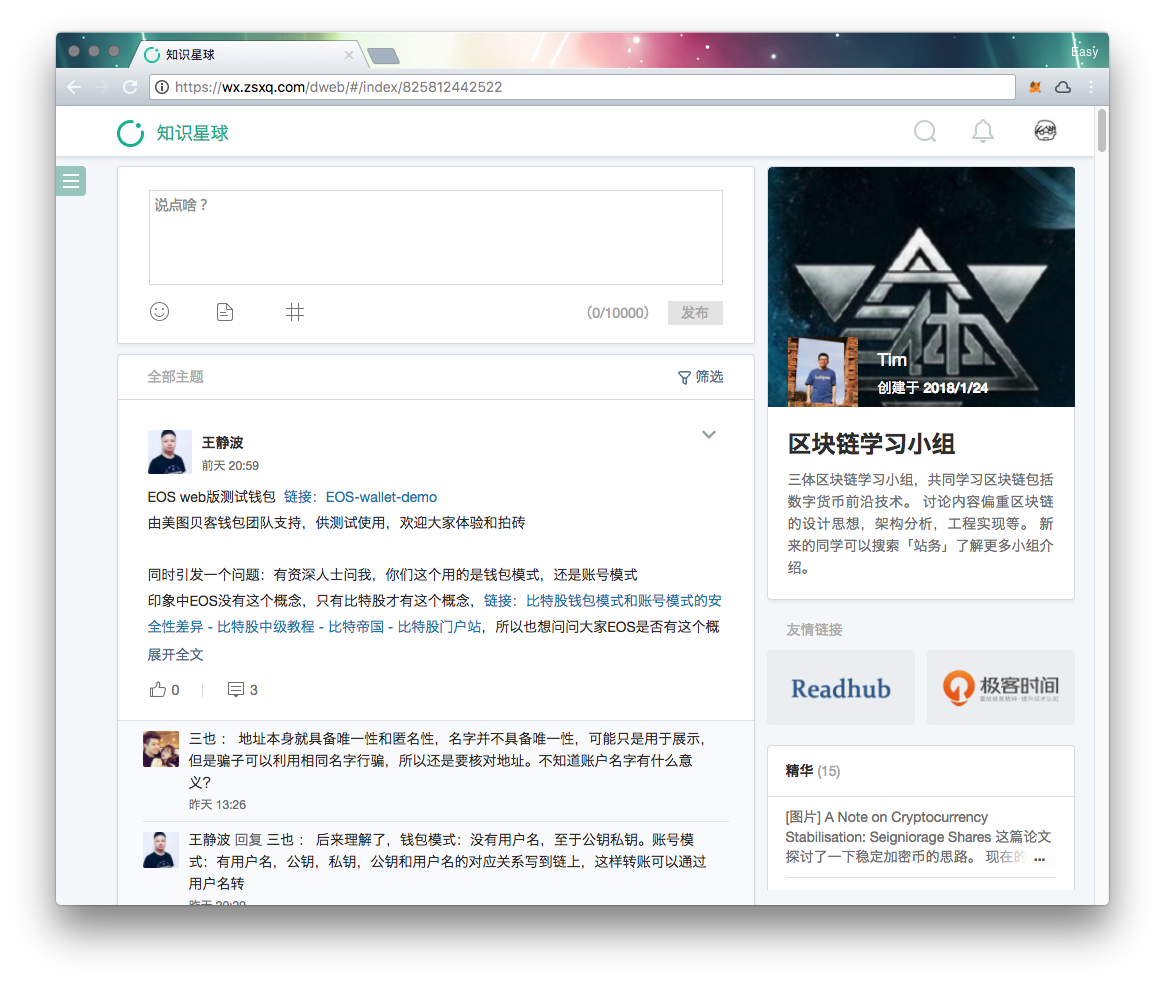 知识星球
Easy
https://wx.zsxq.com/dweb/#/index/825812442522
知识星球
说点啥？
(0/10000)
发布
全部主题
筛选
王静波
前天 20:59
EOS web版测试钱包 链接：EOS-wallet-demo
由美图贝客钱包团队支持，供测试使用，欢迎大家体验和拍砖
同时引发一个问题：有资深人士问我，你们这个用的是钱包模式，还是账号模式
印象中EOS没有这个概念，只有比特股才有这个概念，链接：比特股钱包模式和账号模式的安
全性差异 - 比特股中级教程 - 比特帝国 - 比特股门户站，所以也想问问大家EOS是否有这个概
展开全文
0
3
三也 ： 地址本身就具备唯一性和匿名性，名字并不具备唯一性，可能只是用于展示，
但是骗子可以利用相同名字行骗，所以还是要核对地址。不知道账户名字有什么意
义？
昨天 13:26
王静波 回复 三也 ： 后来理解了，钱包模式：没有用户名，至于公钥私钥。账号模
式：有用户名，公钥，私钥，公钥和用户名的对应关系写到链上，这样转账可以通过
用户名转
昨天 20:20
三体
Tim
创建于 2018/1/24
区块链学习小组
三体区块链学习小组，共同学习区块链包括
数字货币前沿技术。 讨论内容偏重区块链
的设计思想，架构分析，工程实现等。 新
来的同学可以搜索「站务」了解更多小组介
绍。
友情链接
Readhub
极客时间
重拾极客精神·提升技术认知
精华 (15)
[图片] A Note on Cryptocurrency
Stabilisation: Seigniorage Shares 这篇论文
探讨了一下稳定加密币的思路。 现在的 ...